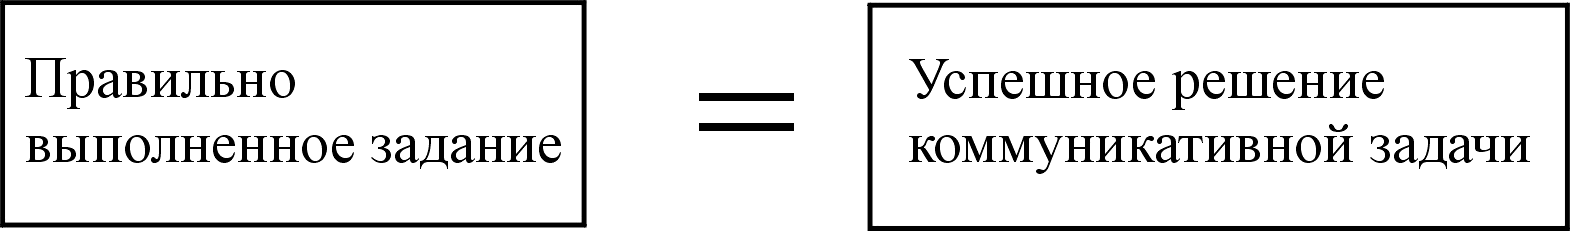 Правильно
выполненное задание
=
Успешное решение
коммуникативной задачи